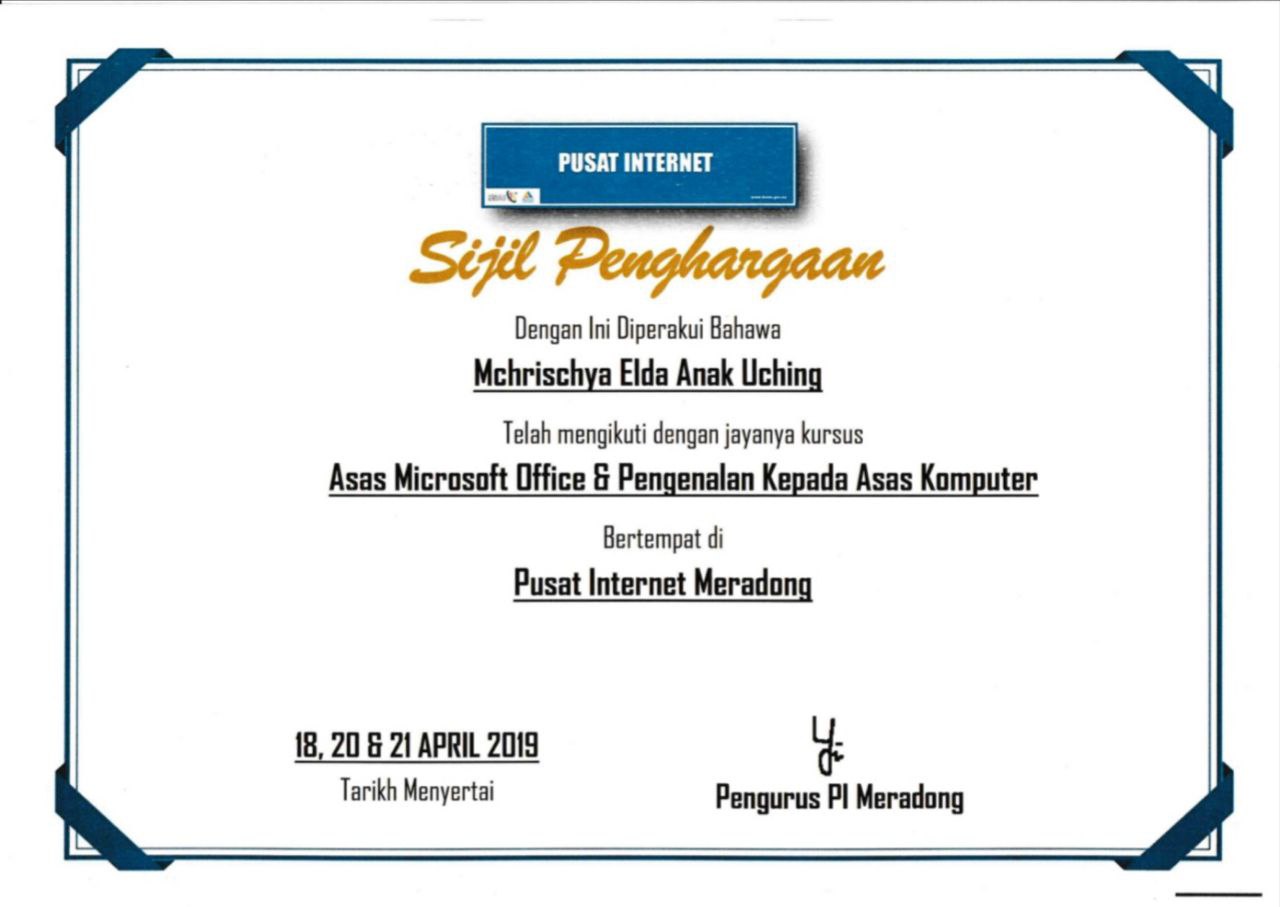 PUSAT INTERNET
Sijil Penghargaan
Dengan Ini Diperakui Bahawa
Mchrischya Elda Anak Uching
Telah mengikuti dengan jayanya kursus
Asas Microsoft Office & Pengenalan Kepada Asas Komputer
Bertempat di
Pusat Internet Meradong
18, 20 & 21 APRIL 2019
Tarikh Menyertai
Pengurus PI Meradong